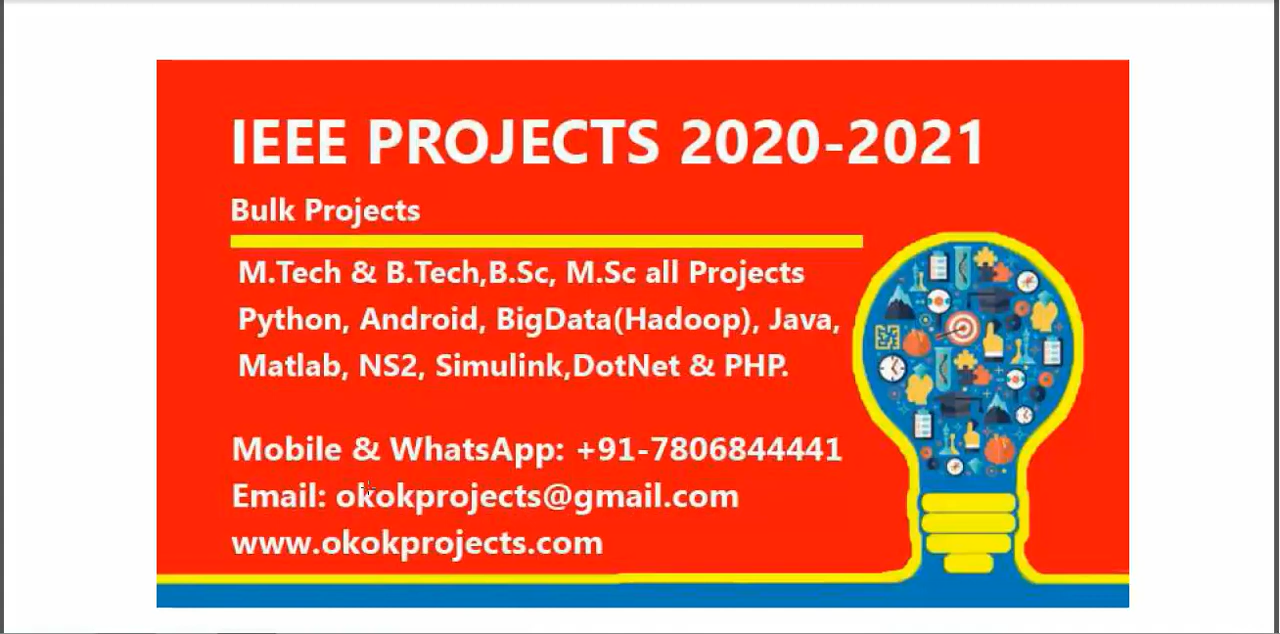 IEEE PROJECTS 2020-2021
Bulk Projects
M.Tech & B.Tech,B.Sc, M.Sc all Projects
Python, Android, BigData(Hadoop), Java,
Matlab, NS2, Simulink,DotNet & PHP.
Mobile & WhatsApp: +91-7806844441
Email: okokprojects@gmail.com
www.okokprojects.com